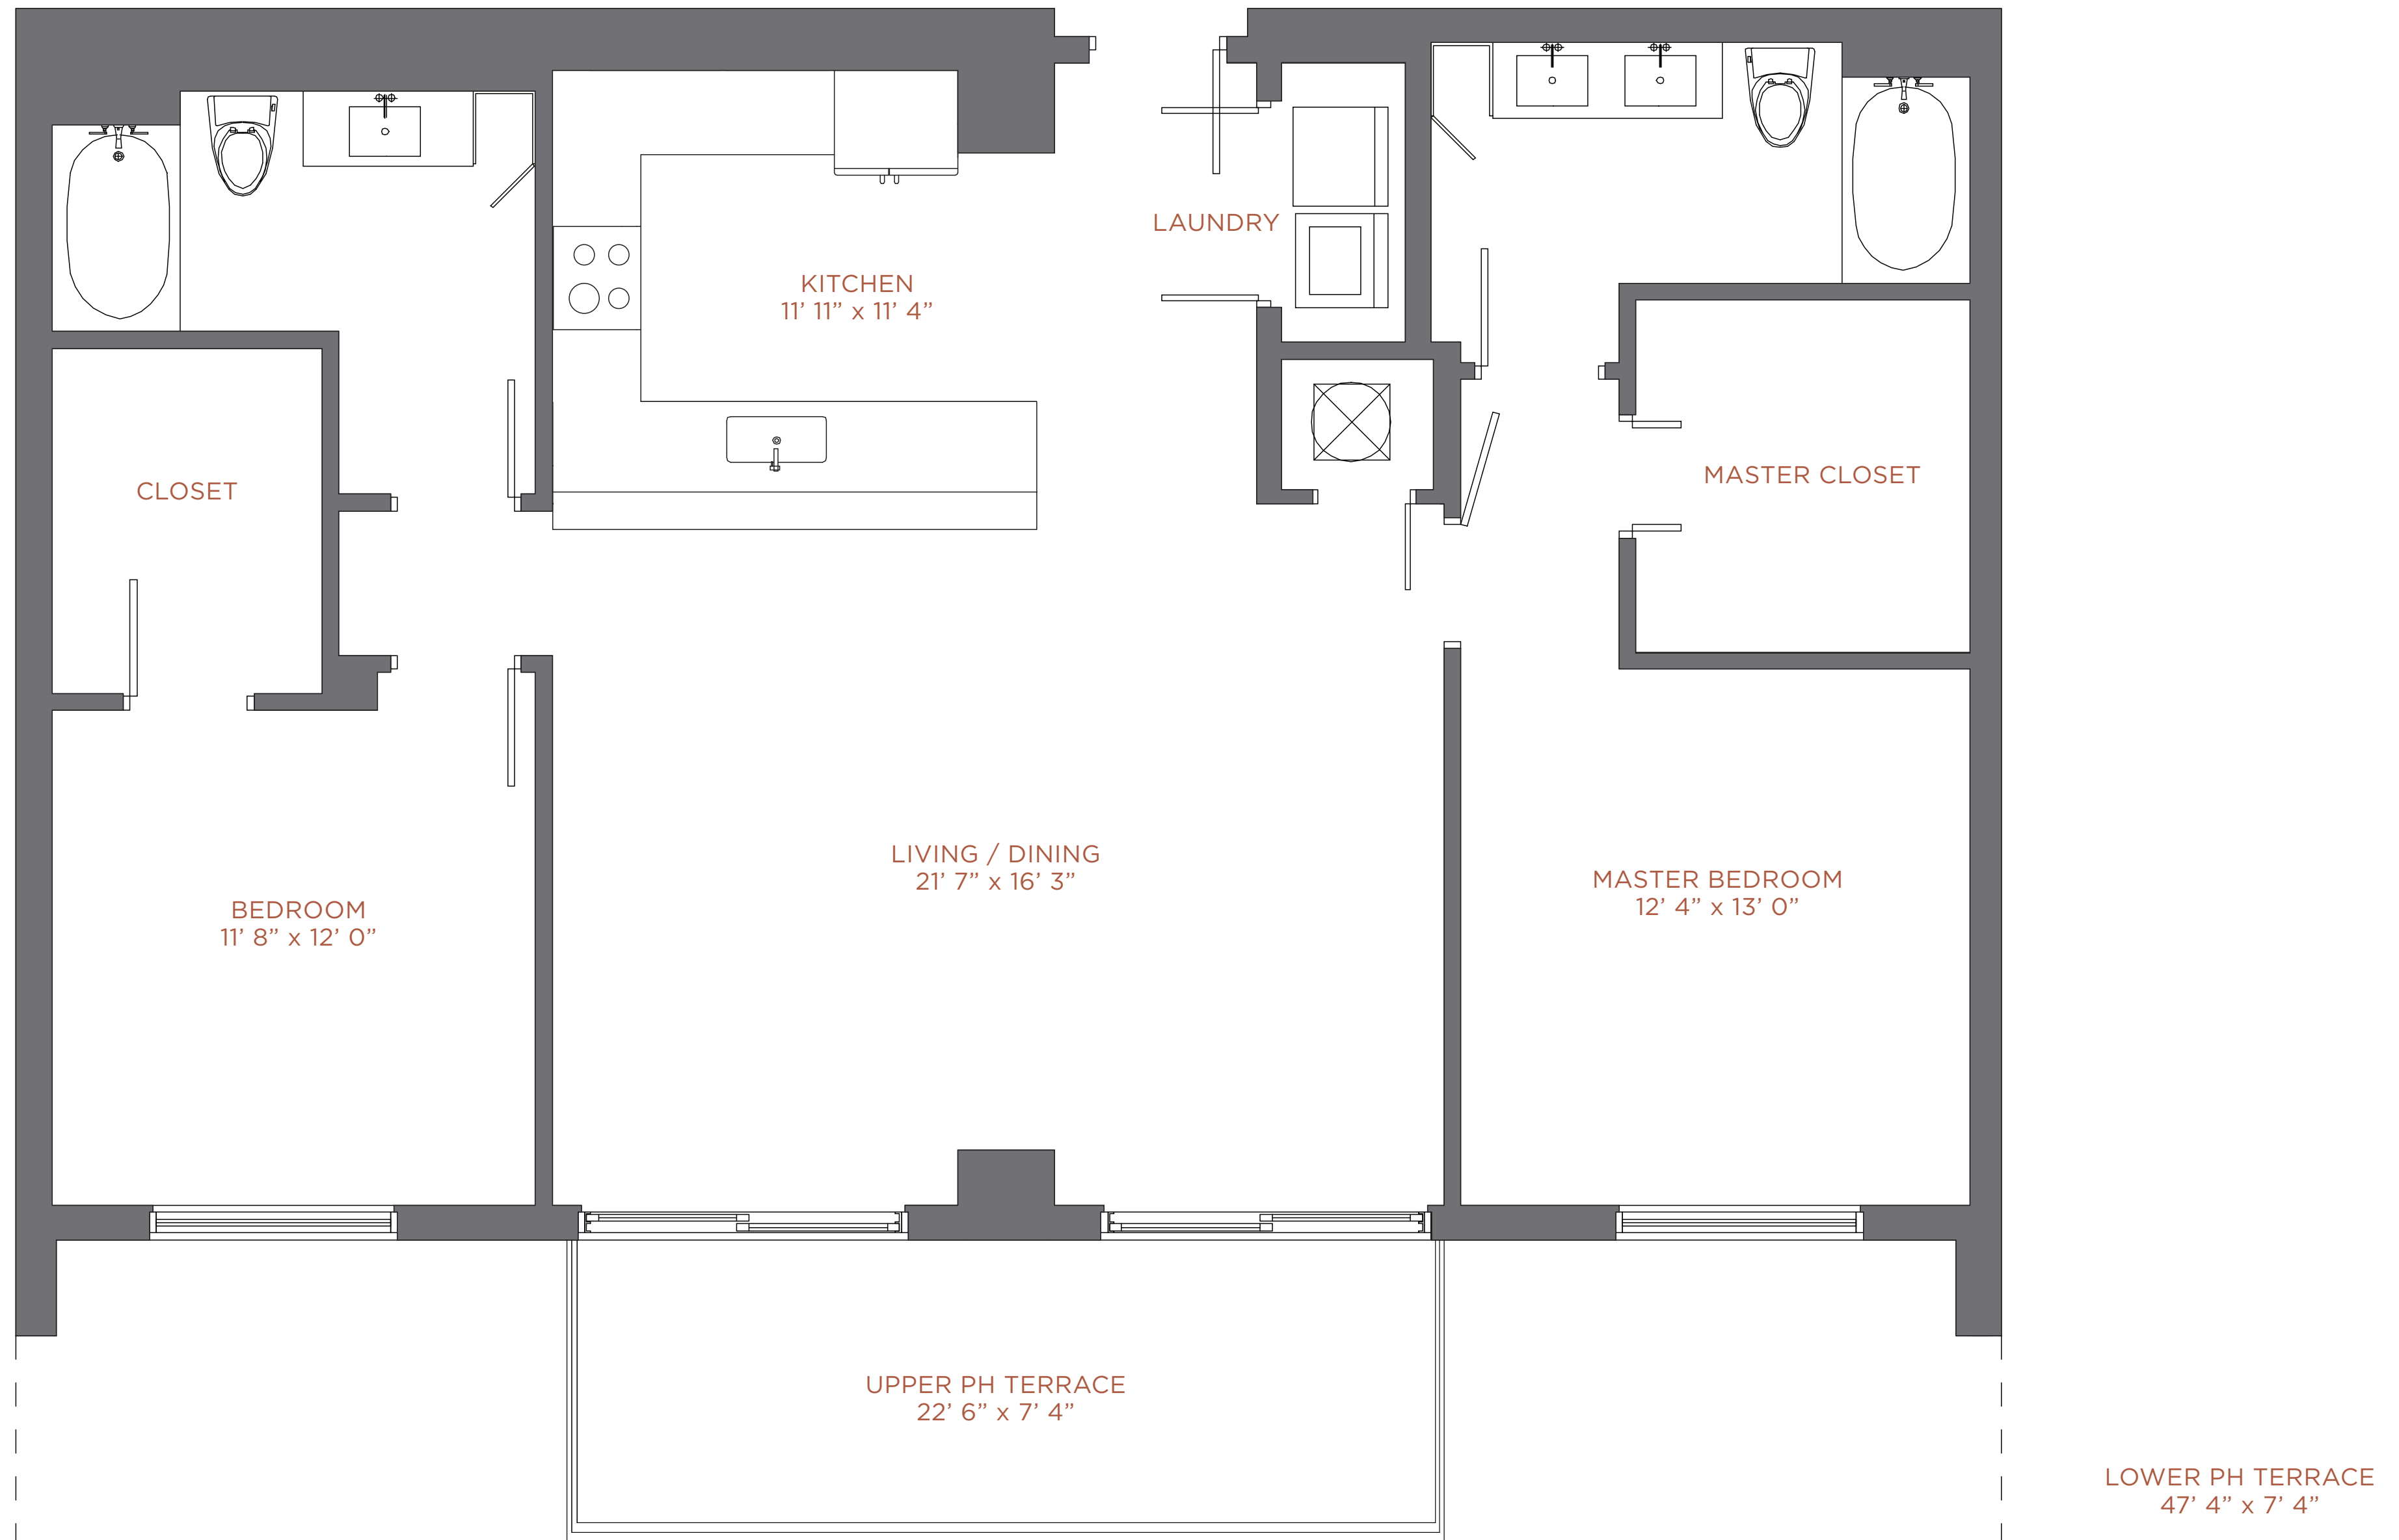 LAUNDRY
KITCHEN
11’ 11” x 11’ 4”
CLOSET
MASTER CLOSET
LIVING / DINING
21’ 7” x 16’ 3”
MASTER BEDROOM
12’ 4” x 13’ 0”
BEDROOM
11’ 8” x 12’ 0”
UPPER PH TERRACE
22’ 6” x 7’ 4”
LOWER PH TERRACE
47’ 4” x 7’ 4”